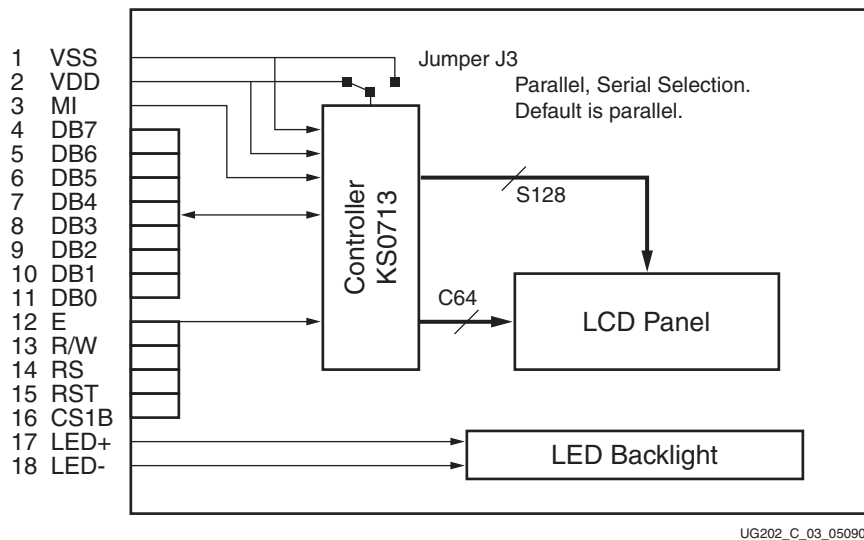 1 VSS
2 VDD
3 MI
4 DB7
5 DB6
6 DB5
7 DB4
8 DB3
9 DB2
10 DB1
11 DB0
12 E
13 R/W
14 RS
15 RST
16 CS1B
17 LED+
18 LED-
Jumper J3
Parallel, Serial Selection.
Default is parallel.
Controller
KS0713
S128
C64
LCD Panel
LED Backlight
UG202_C_03_05090